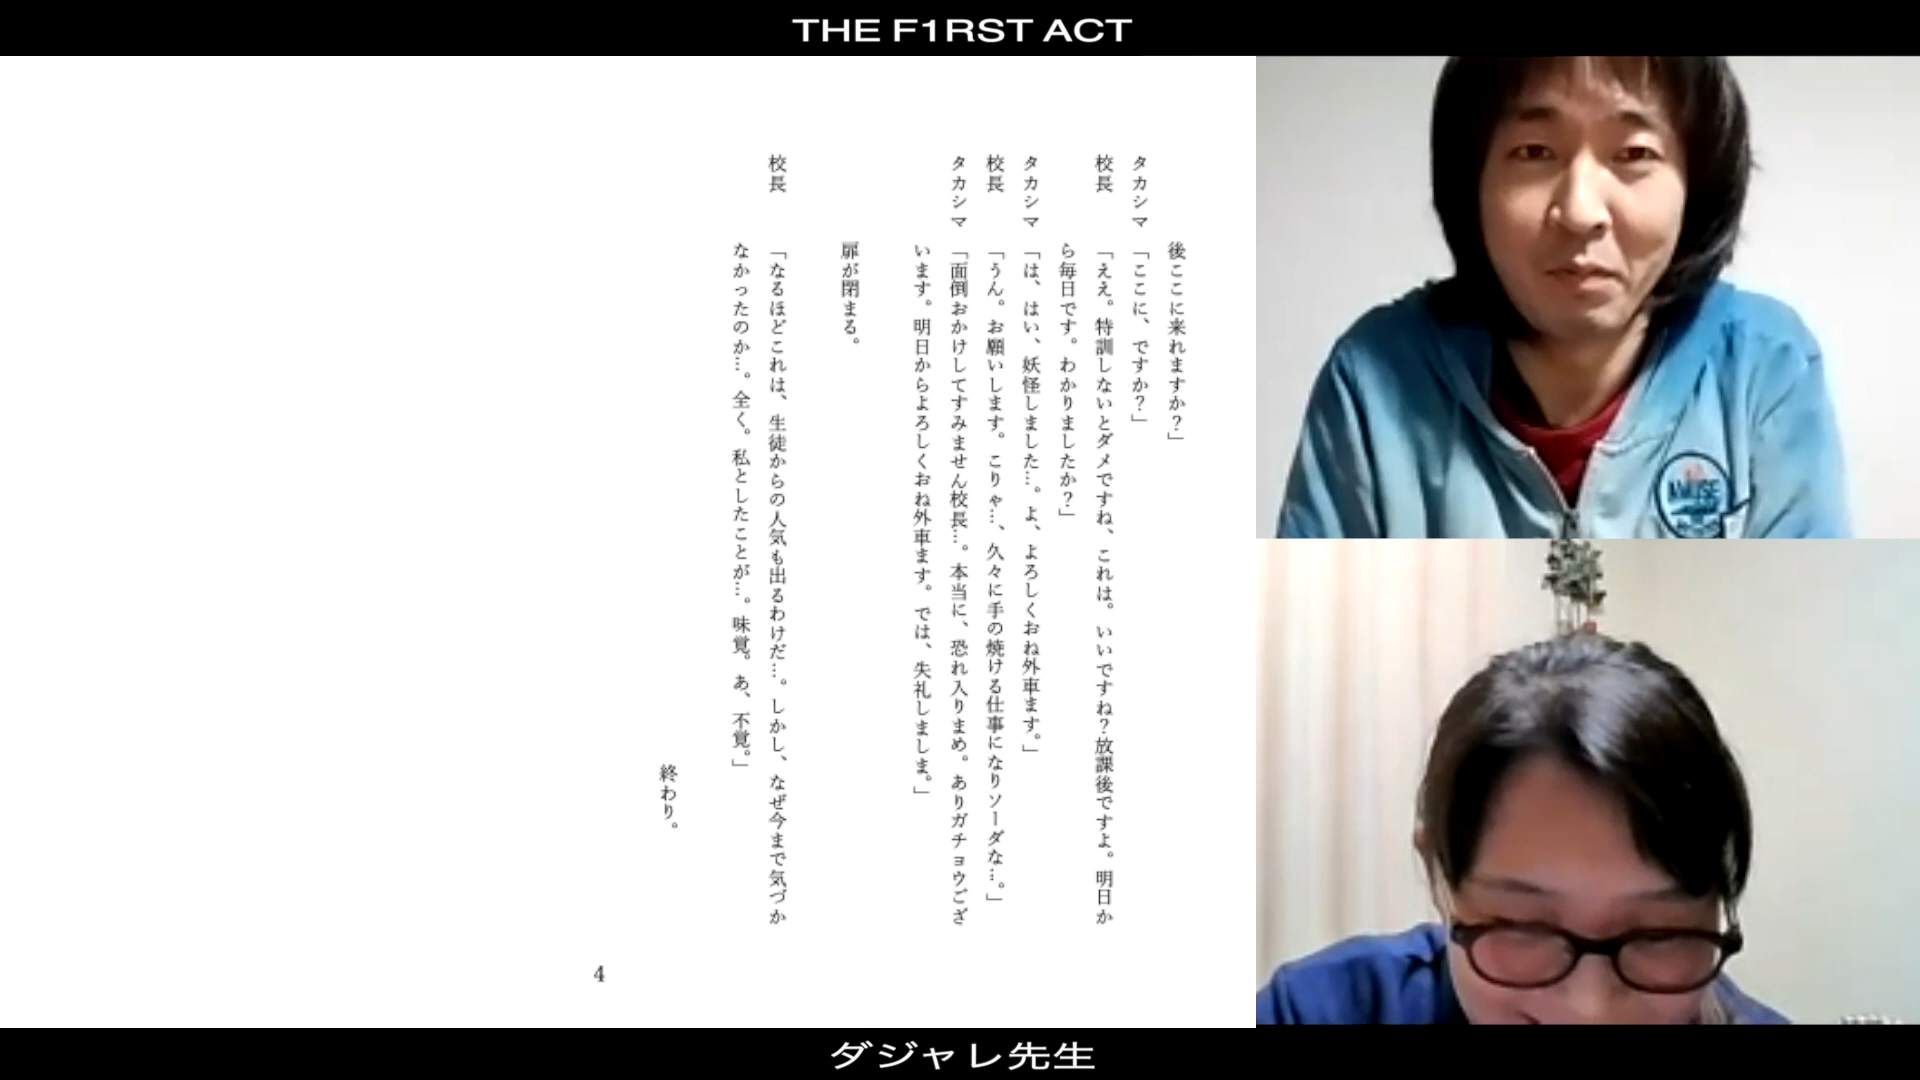 THE F1RST ACT
後ここに来れますか?」
タカシマ「ここに、ですか?」
校長「ええ。特訓しないとダメですね、これは。いいですね?放課後ですよ。明日か
ら毎日です。わかりましたか?」
タカシマ「は、はい、妖怪しました…。よ、よろしくおね外車ます。」
校長「うん。お願いします。こりゃ…、久々に手の焼ける仕事になりソーダな…。」
タカシマ「面倒おかけしてすみません校長…。本当に、恐れ入りまめ。ありガチョウござ
います。明日からよろしくおね外車ます。では、失礼しましま。」
扉が閉まる。
校長「なるほどこれは、生徒からの人気も出るわけだ…。しかし、なぜ今まで気づか
なかったのか…。全く。私としたことが…。味覚。あ、不覚。」
終わり。
4
AMUSE
ダジャレ先生